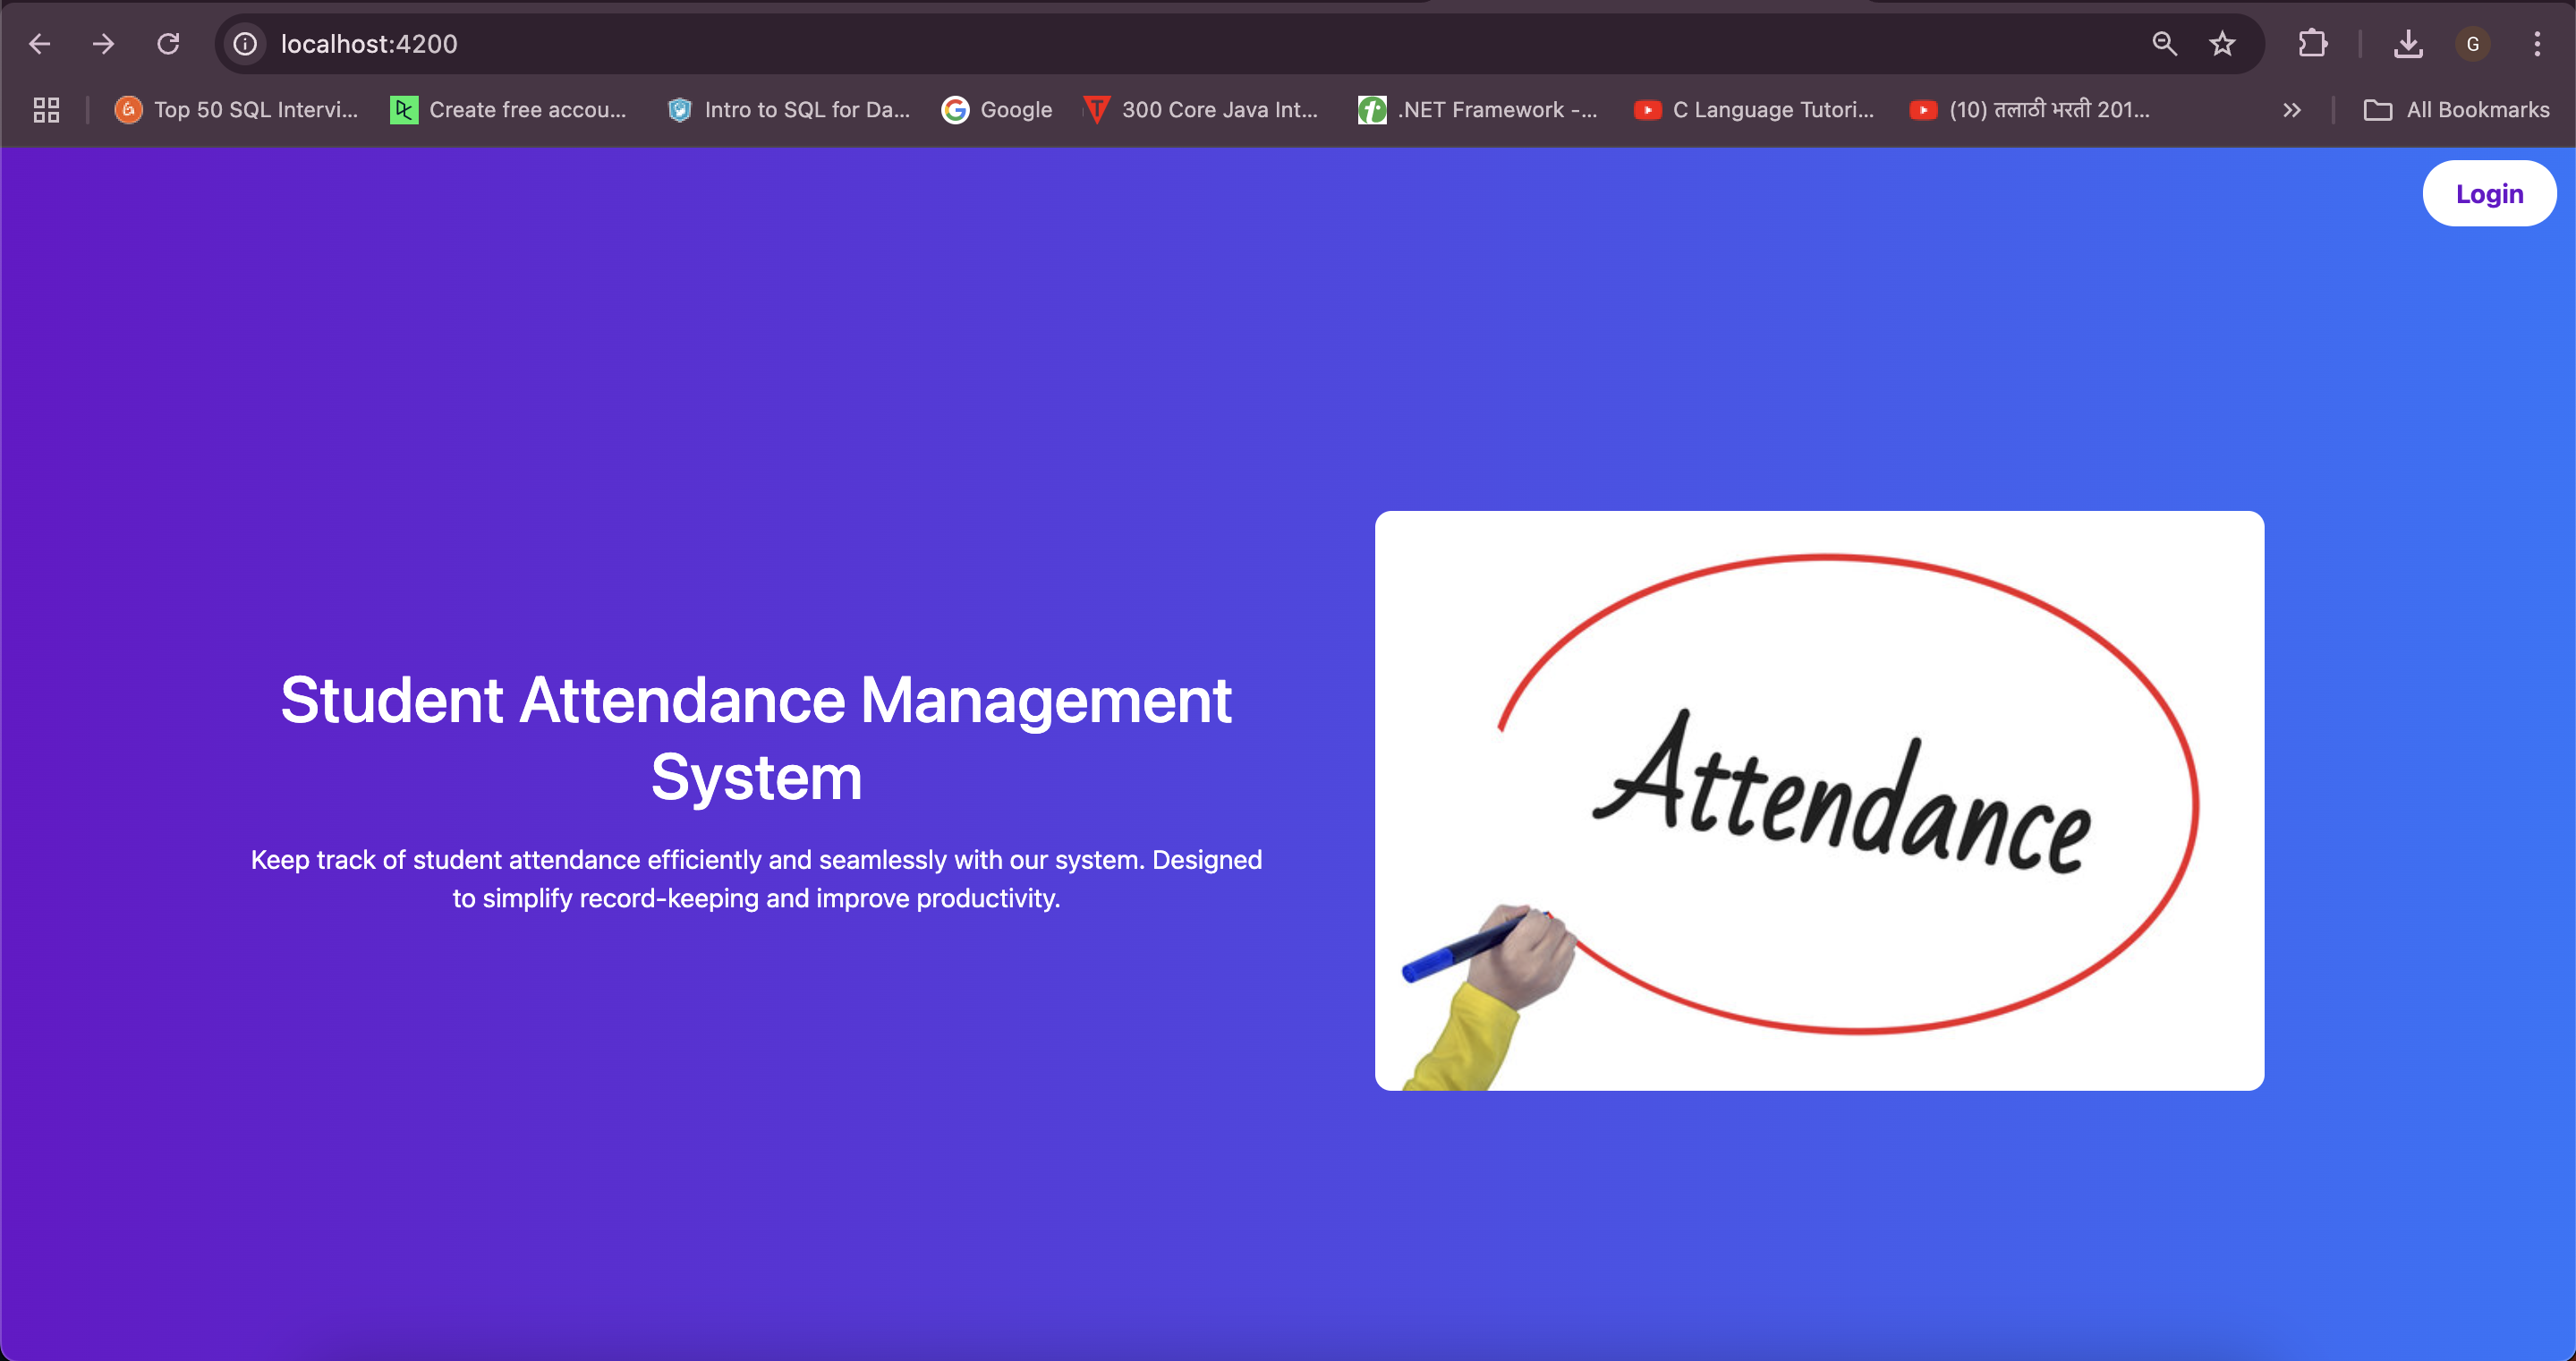 localhost:4200
G
Top 50 SQL Intervi...
Create free accou...
Intro to SQL for Da...
Google
300 Core Java Int...
.NET Framework -...
C Language Tutori...
(10) तलाठी भरती 201...
All Bookmarks
Login
Student Attendance Management
System
Keep track of student attendance efficiently and seamlessly with our system. Designed
to simplify record-keeping and improve productivity.
Attendance